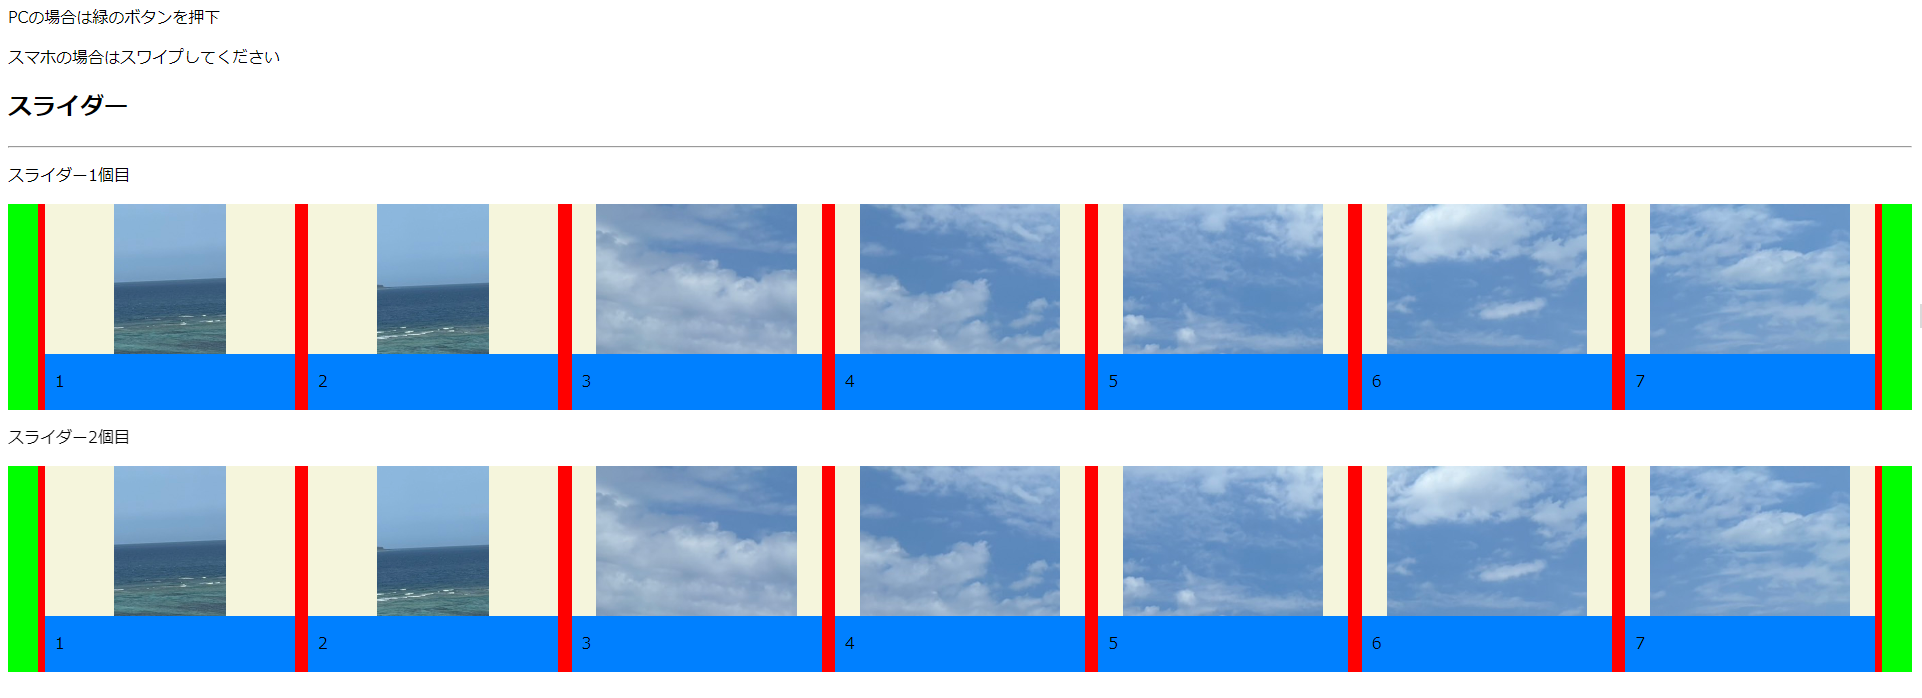 PCの場合は緑のボタンを押下
スマホの場合はスワイプしてください
スライダー
スライダー1個目
1 2 3 4 5 6 7
スライダー2個目
1 2 3 4 5 6 7